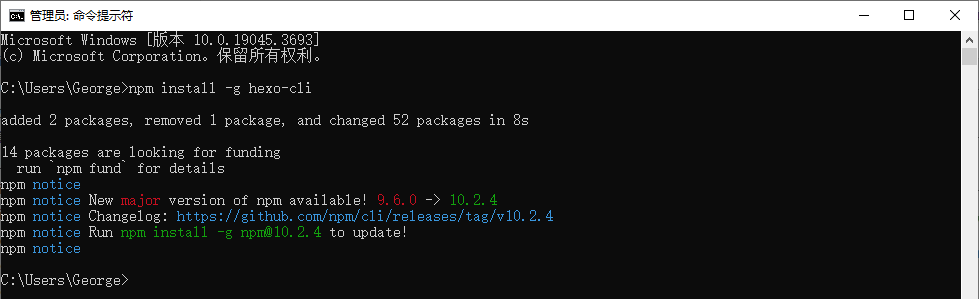 管理员: 命令提示符
Microsoft Windows [版本 10.0.19045.3693]
(c) Microsoft Corporation。保留所有权利。
C:\Users\George>npm install -g hexo-cli
added 2 packages, removed 1 package, and changed 52 packages in 8s
14 packages are looking for funding
  run `npm fund` for details
npm notice
npm notice New major version of npm available! 9.6.0 -> 10.2.4
npm notice Changelog: https://github.com/npm/cli/releases/tag/v10.2.4
npm notice Run npm install -g npm@10.2.4 to update!
npm notice
C:\Users\George>